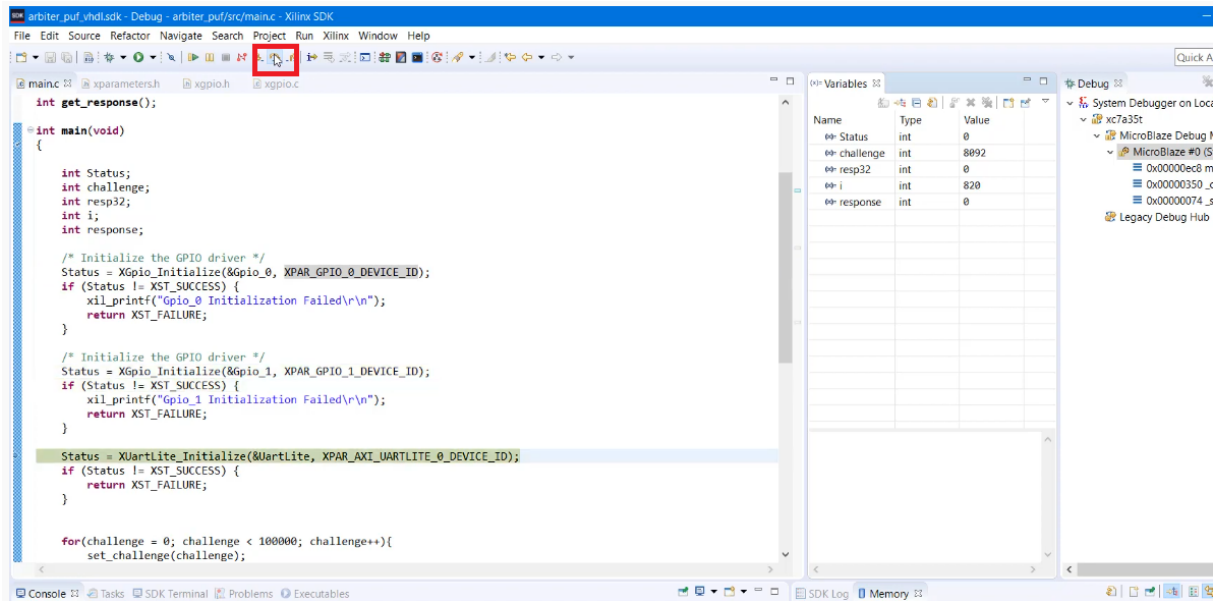 SDK arbiter_puf_vhdl.sdk - Debug - arbiter_puf/src/main.c - Xilinx SDK
File Edit Source Refactor Navigate Search Project Run Xilinx Window Help
Quick A
main.c xparameters.h xgpio.h xgpio.c
int get_response();
int main(void)
{
int Status;
int challenge;
int resp32;
int i;
int response;
/* Initialize the GPIO driver */
Status = XGpio_Initialize(&Gpio_0, XPAR_GPIO_0_DEVICE_ID);
if (Status != XST_SUCCESS) {
xil_printf("Gpio_0 Initialization Failed\r\n");
return XST_FAILURE;
}
/* Initialize the GPIO driver */
Status = XGpio_Initialize(&Gpio_1, XPAR_GPIO_1_DEVICE_ID);
if (Status != XST_SUCCESS) {
xil_printf("Gpio_1 Initialization Failed\r\n");
return XST_FAILURE;
}
Status = XUartLite_Initialize(&UartLite, XPAR_AXI_UARTLITE_0_DEVICE_ID);
if (Status != XST_SUCCESS) {
return XST_FAILURE;
}
for(challenge = 0; challenge < 100000; challenge++){
set_challenge(challenge);
(x)= Variables
Name Type Value
Status int 0
challenge int 8092
resp32 int 0
i int 820
response int 0
Debug
System Debugger on Loca
xc7a35t
MicroBlaze Debug M
MicroBlaze #0 (S
0x00000ec8 m
0x00000350 _c
0x00000074 _s
Legacy Debug Hub
Console Tasks SDK Terminal Problems Executables
SDK Log Memory